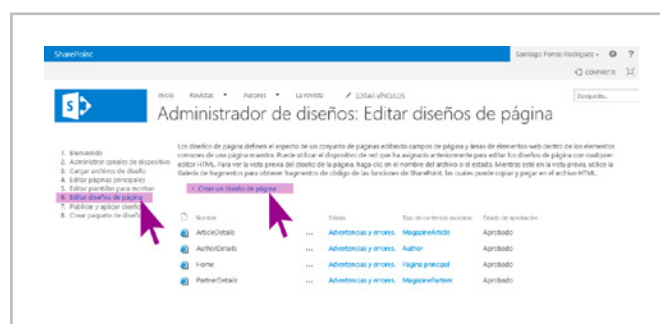 SharePoint
Santiago Porras Rodríguez ?
COMPARTIR
Inicio Revistas Autores La revista EDITAR VÍNCULOS
Búsqueda...
S
Administrador de diseños: Editar diseños de página
1. Bienvenido
2. Administrar canales de dispositivo
3. Cargar archivos de diseño
4. Editar páginas principales
5. Editar plantillas para mostrar
6. Editar diseños de página
7. Publicar y aplicar diseño
8. Crear paquete de diseño
Los diseños de página definen el aspecto de un conjunto de páginas editando campos de página y áreas de elementos web dentro de los elementos
comunes de una página maestra. Puede utilizar el dispositivo de red que ha asignado anteriormente para editar los diseños de página con cualquier
editor HTML. Para ver la vista previa del diseño de la página, haga clic en el nombre del archivo o el estado. Mientras esté en la vista previa, utilice la
Galería de fragmentos para obtener fragmentos de código de las funciones de SharePoint, los cuales puede copiar y pegar en el archivo HTML.
Crear un diseño de página
Nombre Estado Tipo de contenido asociado Estado de aprobación
ArticleDetails ... Advertencias y errores. MagazineArticle Aprobado
AuthorDetails ... Advertencias y errores. Author Aprobado
Home ... Advertencias y errores. Página principal Aprobado
PartnerDetails ... Advertencias y errores. MagazinePartner Aprobado